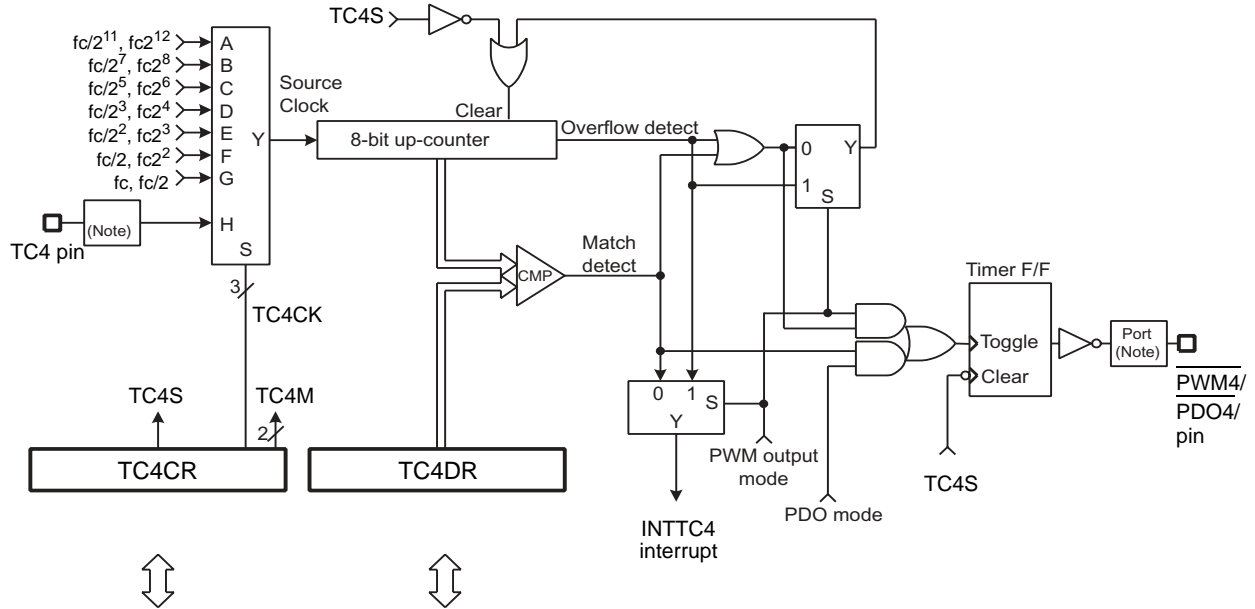 TC4S
fc/2¹¹, fc2¹²
fc/2⁷, fc2⁸
fc/2⁵, fc2⁶
fc/2³, fc2⁴
fc/2², fc2³
fc/2, fc2²
fc, fc/2
A
B
C
D
E
F
G
H
Y
S
Source
Clock
Clear
8-bit up-counter
Overflow detect
0
1
Y
S
(Note)
TC4 pin
CMP
Match
detect
3
TC4CK
Timer F/F
Toggle
Clear
Port
(Note)
PWM4/
PDO4/
pin
TC4S
TC4M
2
0
1
S
Y
PWM output
mode
TC4CR
TC4DR
TC4S
PDO mode
INTTC4
interrupt